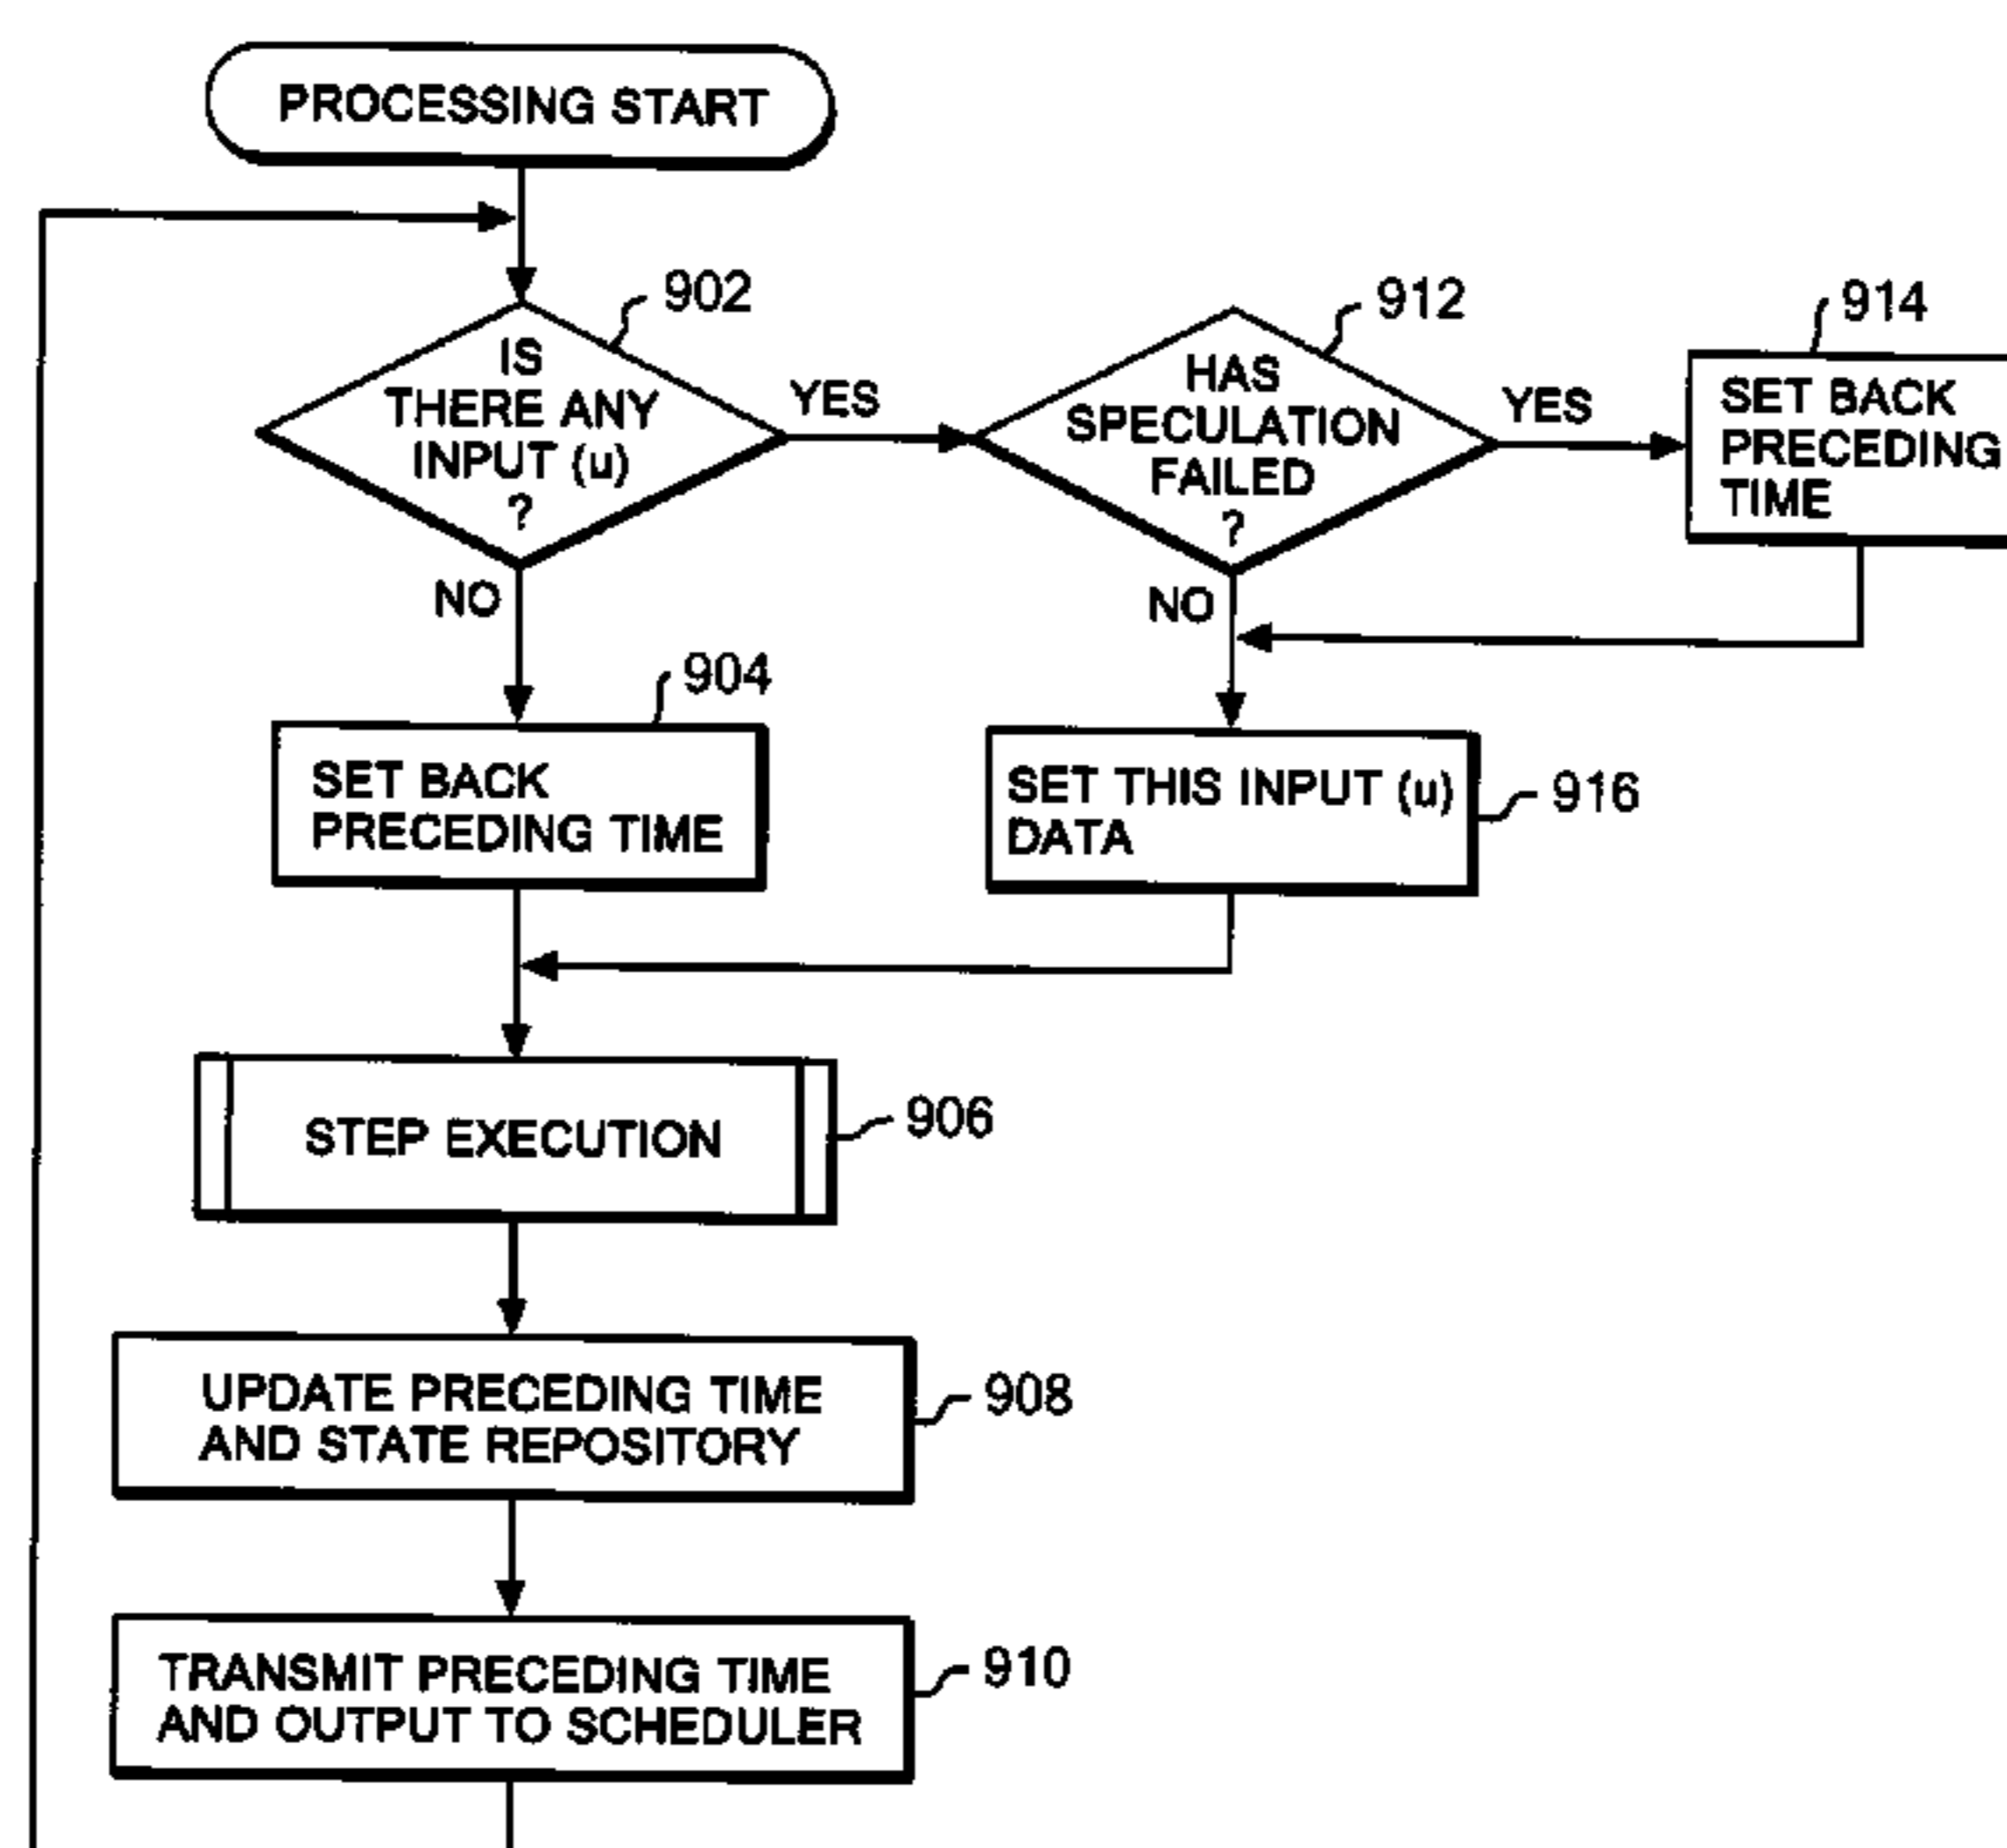 PROCESSING START
902
IS
THERE ANY
INPUT (u)
?
YES
NO
912
HAS
SPECULATION
FAILED
?
YES
NO
914
SET BACK
PRECEDING
TIME
904
SET BACK
PRECEDING TIME
SET THIS INPUT (u)
DATA
916
STEP EXECUTION
906
UPDATE PRECEDING TIME
AND STATE REPOSITORY
908
TRANSMIT PRECEDING TIME
AND OUTPUT TO SCHEDULER
910